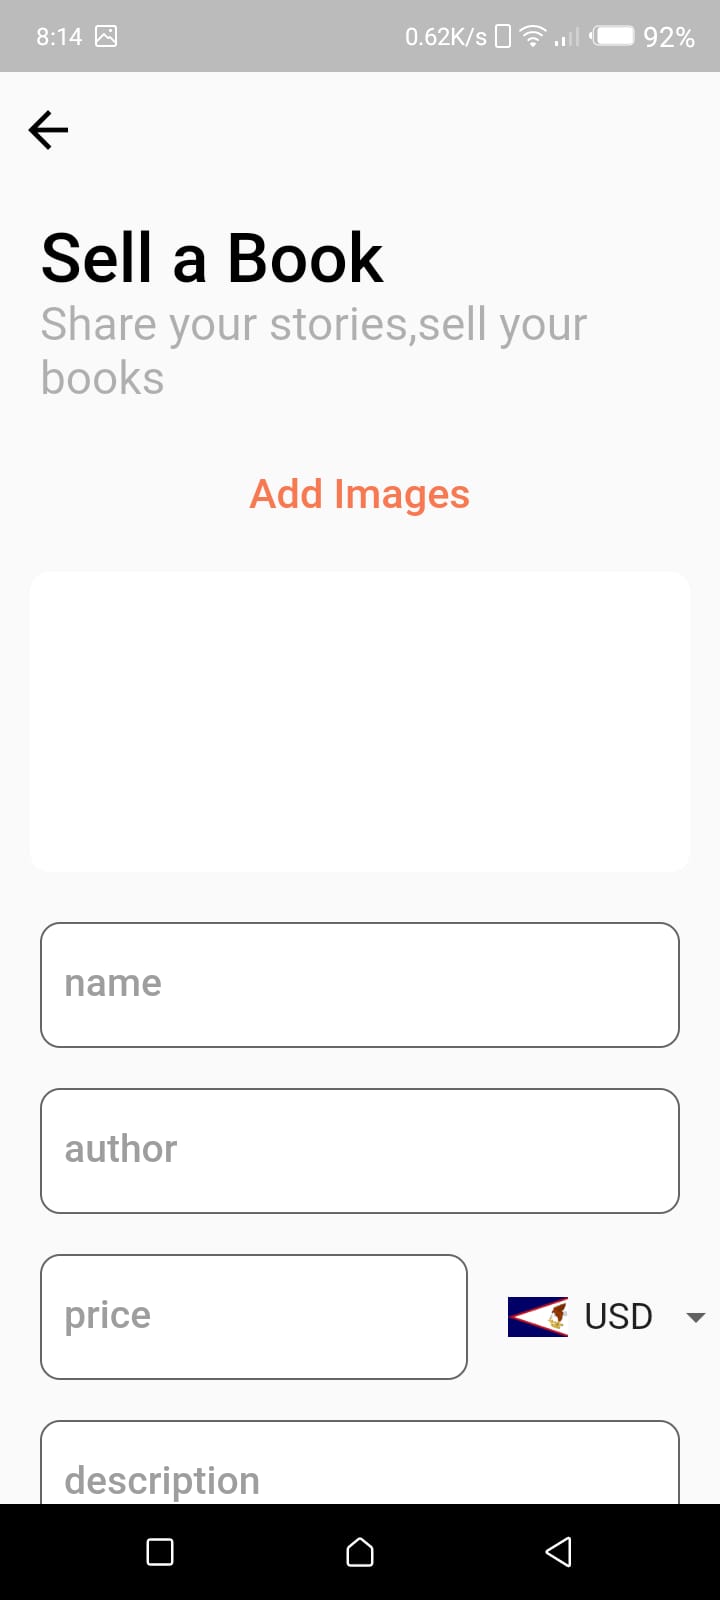 8:14 0.62K/s 92%
Sell a Book
Share your stories,sell your
books
Add Images
name
author
price USD
description